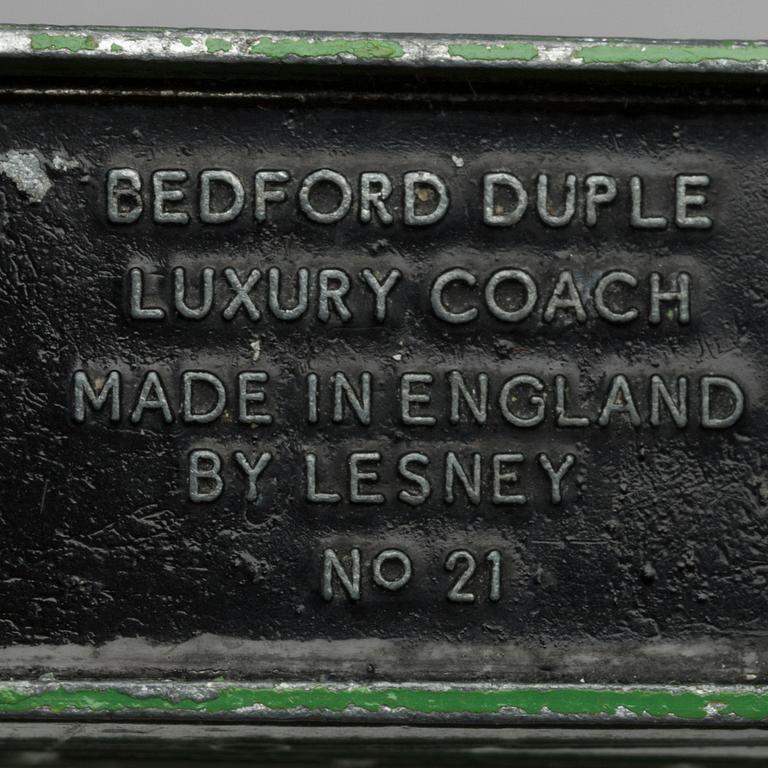 BEDFORD DUPLE
LUXURY COACH
MADE IN ENGLAND
BY LESNEY
No 21